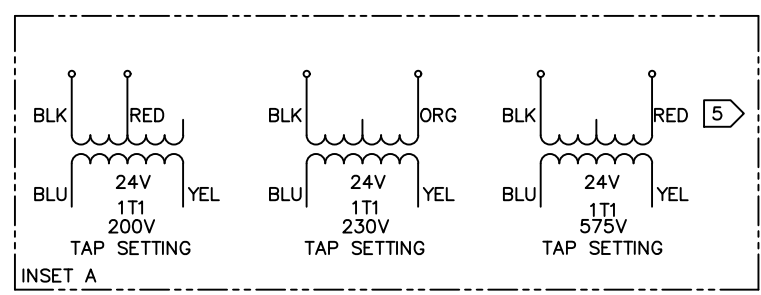 BLK RED BLK ORG BLK RED 5
BLU 24V YEL BLU 24V YEL BLU 24V YEL
1T1 1T1 1T1
200V 230V 575V
TAP SETTING TAP SETTING TAP SETTING
INSET A